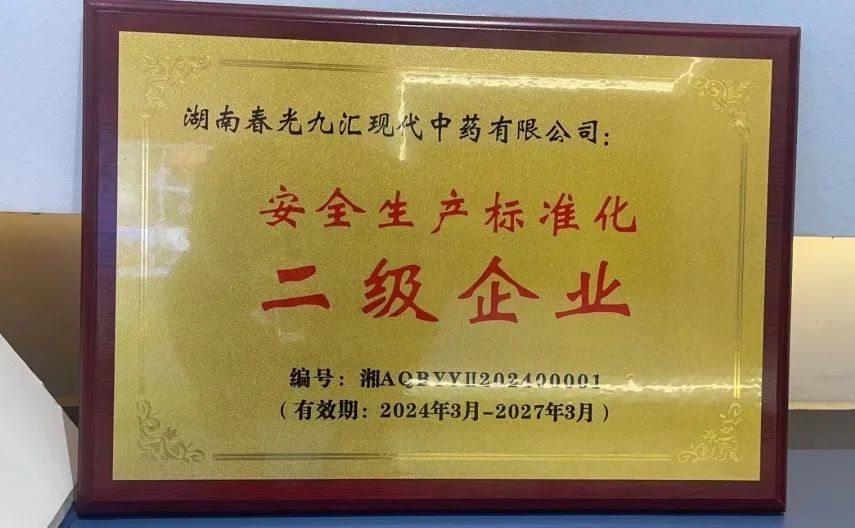 湖南春光九汇现代中药有限公司：
安全生产标准化
二级企业
编号：湘AQBYYII202400001
（有效期：2024年3月-2027年3月）